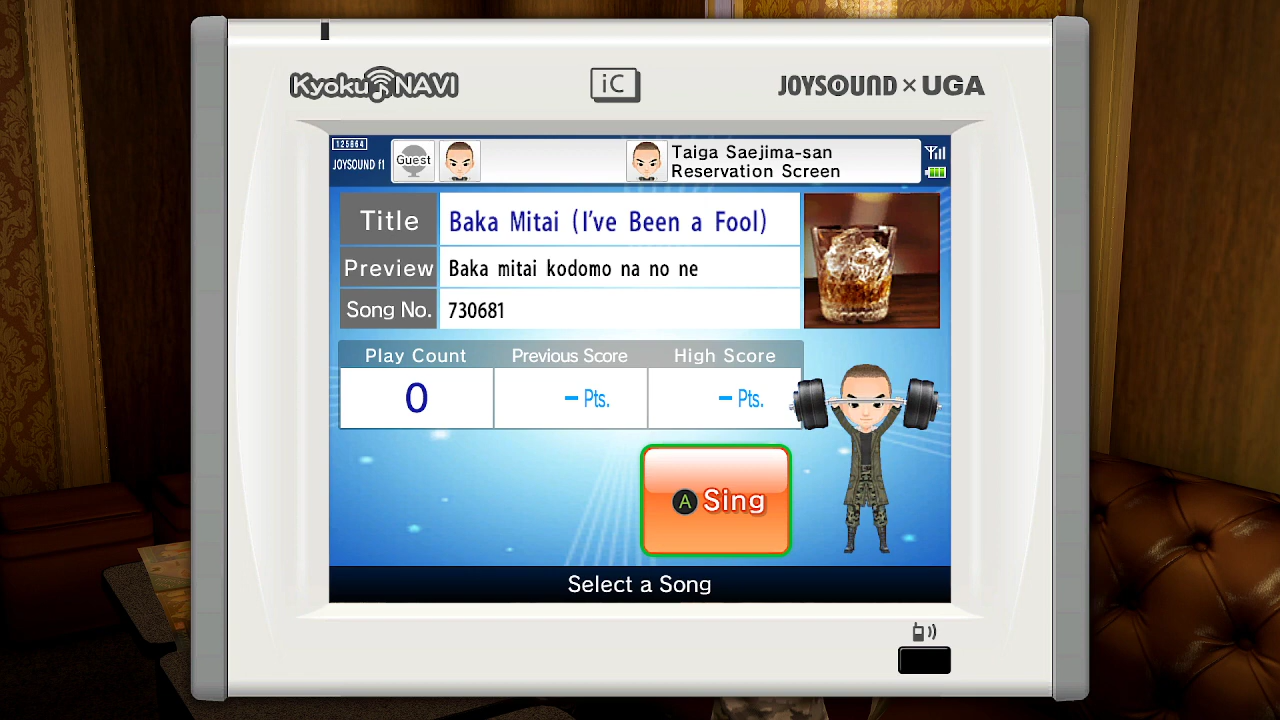 Kyoku NAVI
iC
JOYSOUND × UGA
125864
JOYSOUND f1
Guest
Taiga Saejima-san
Reservation Screen
Title
Baka Mitai (I've Been a Fool)
Preview
Baka mitai kodomo na no ne
Song No.
730681
Play Count
Previous Score
High Score
0
– Pts.
– Pts.
A Sing
Select a Song